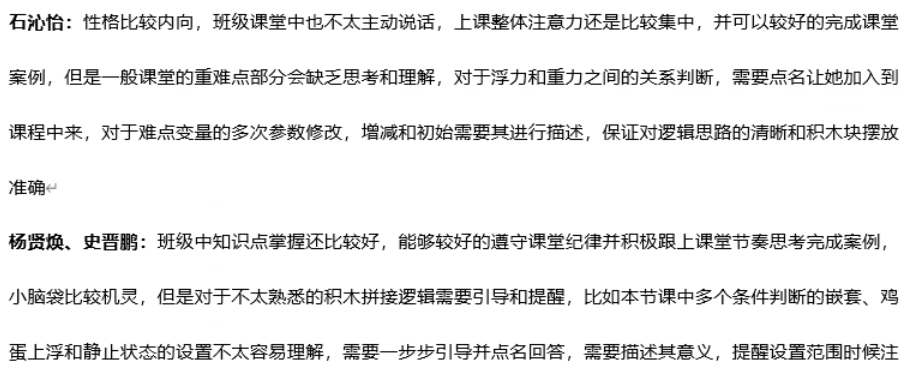 石沁怡：性格比较内向，班级课堂中也不太主动说话，上课整体注意力还是比较集中，并可以较好的完成课堂
案例，但是一般课堂的重难点部分会缺乏思考和理解，对于浮力和重力之间的关系判断，需要点名让她加入到
课程中来，对于难点变量的多次参数修改，增减和初始需要其进行描述，保证对逻辑思路的清晰和积木块摆放
准确↵
杨贤焕、史晋鹏：班级中知识点掌握还比较好，能够较好的遵守课堂纪律并积极跟上课堂节奏思考完成案例，
小脑袋比较机灵，但是对于不太熟悉的积木拼接逻辑需要引导和提醒，比如本节课中多个条件判断的嵌套、鸡
蛋上浮和静止状态的设置不太容易理解，需要一步步引导并点名回答，需要描述其意义，提醒设置范围时候注